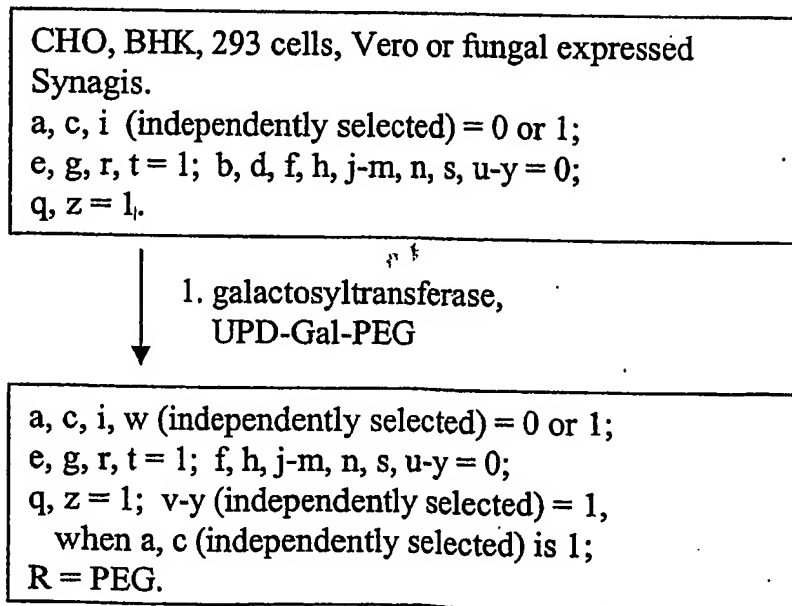 CHO, BHK, 293 cells, Vero or fungal expressed
Synagis.
a, c, i (independently selected) = 0 or 1;
e, g, r, t = 1; b, d, f, h, j-m, n, s, u-y = 0;
q, z = 1.
1. galactosyltransferase,
UPD-Gal-PEG
a, c, i, w (independently selected) = 0 or 1;
e, g, r, t = 1; f, h, j-m, n, s, u-y = 0;
q, z = 1; v-y (independently selected) = 1,
when a, c (independently selected) is 1;
R = PEG.